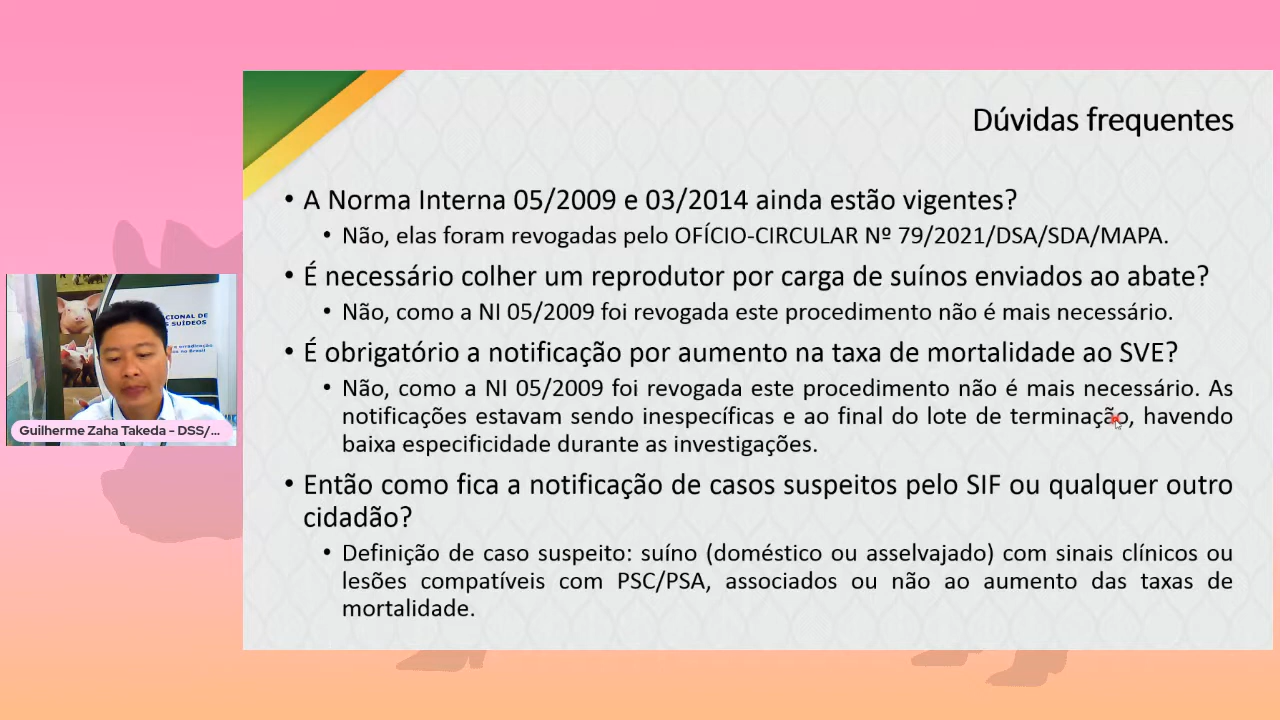 Dúvidas frequentes
• A Norma Interna 05/2009 e 03/2014 ainda estão vigentes?
• Não, elas foram revogadas pelo OFÍCIO-CIRCULAR Nº 79/2021/DSA/SDA/MAPA.
• É necessário colher um reprodutor por carga de suínos enviados ao abate?
• Não, como a NI 05/2009 foi revogada este procedimento não é mais necessário.
• É obrigatório a notificação por aumento na taxa de mortalidade ao SVE?
• Não, como a NI 05/2009 foi revogada este procedimento não é mais necessário. As
notificações estavam sendo inespecíficas e ao final do lote de terminação, havendo
baixa especificidade durante as investigações.
• Então como fica a notificação de casos suspeitos pelo SIF ou qualquer outro
cidadão?
• Definição de caso suspeito: suíno (doméstico ou asselvajado) com sinais clínicos ou
lesões compatíveis com PSC/PSA, associados ou não ao aumento das taxas de
mortalidade.
CIONAL DE
SUÍDEOS
Guilherme Zaha Takeda - DSS/...